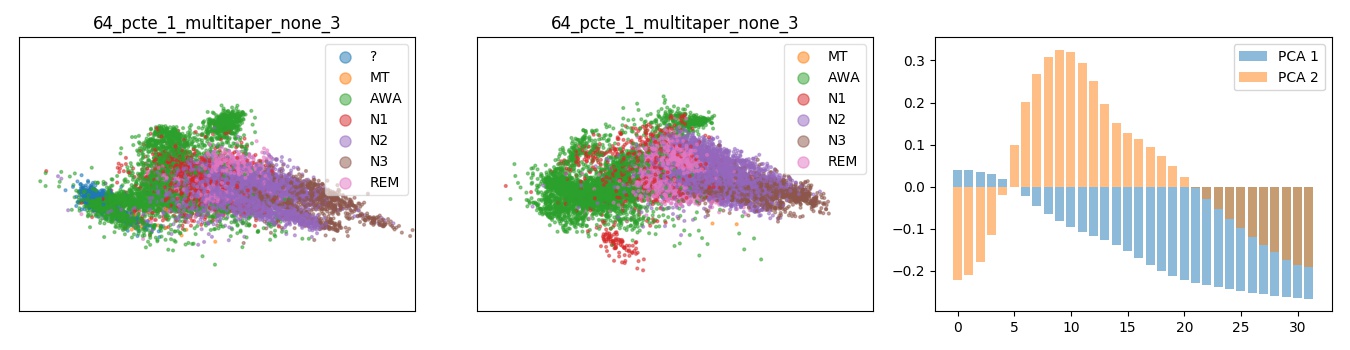 64_pcte_1_multitaper_none_3
?
MT
AWA
N1
N2
N3
REM
64_pcte_1_multitaper_none_3
MT
AWA
N1
N2
N3
REM
PCA 1
PCA 2
0.3
0.2
0.1
0.0
−0.1
−0.2
0 5 10 15 20 25 30